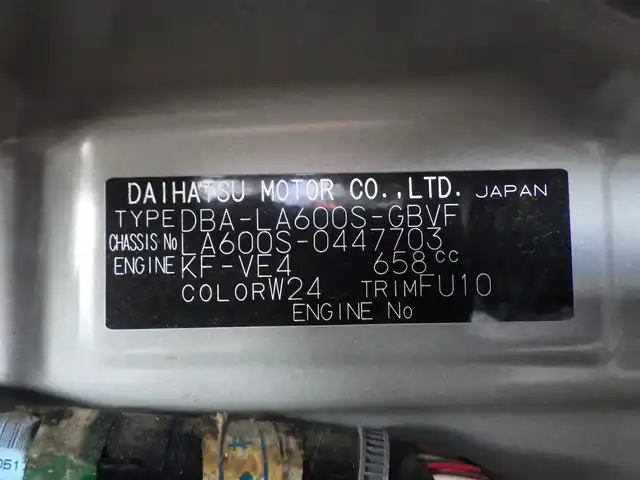 DAIHATSU MOTOR CO.,LTD. JAPAN
TYPE DBA-LA600S-GBVF
CHASSIS No LA600S-0447703
ENGINE KF-VE4 658cc
COLOR W24 TRIM FU10
ENGINE No
051